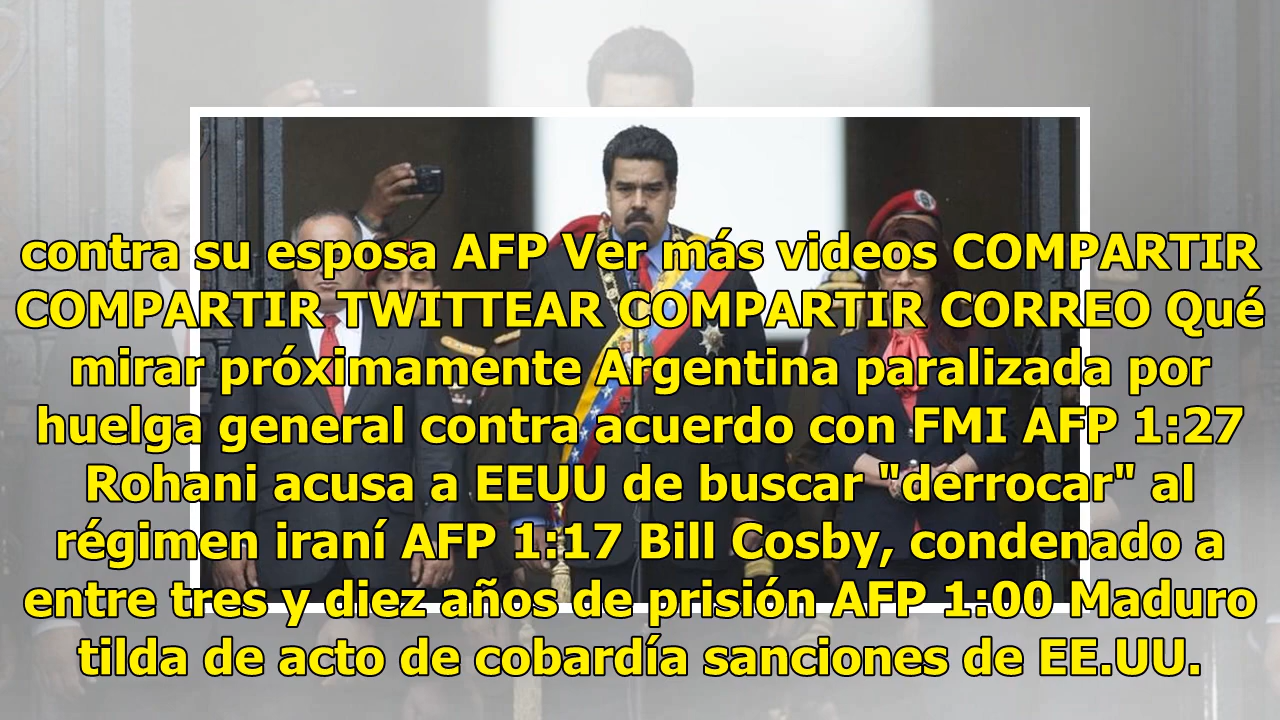 contra su esposa AFP Ver más videos COMPARTIR
COMPARTIR TWITTEAR COMPARTIR CORREO Qué
mirar próximamente Argentina paralizada por
huelga general contra acuerdo con FMI AFP 1:27
Rohani acusa a EEUU de buscar "derrocar" al
régimen iraní AFP 1:17 Bill Cosby, condenado a
entre tres y diez años de prisión AFP 1:00 Maduro
tilda de acto de cobardía sanciones de EE.UU.